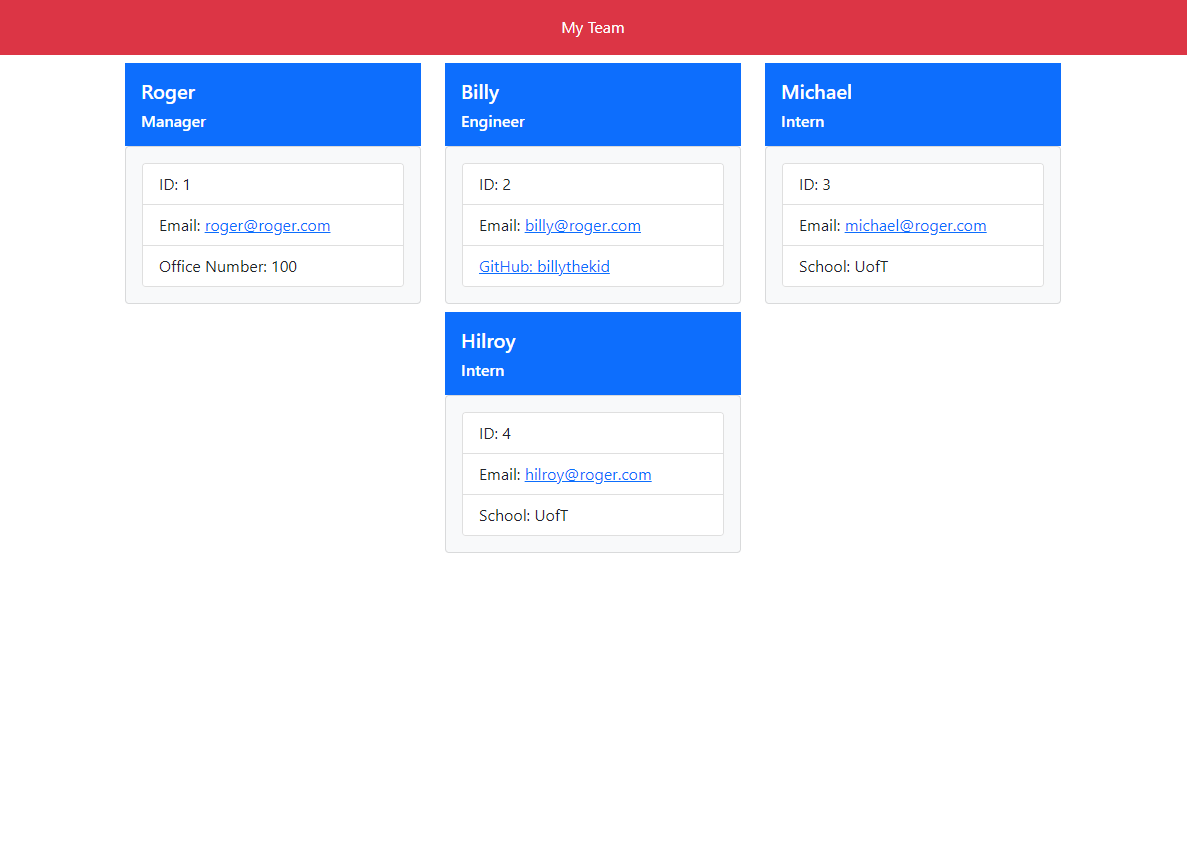 My Team
Roger
Manager
ID: 1
Email: roger@roger.com
Office Number: 100
Billy
Engineer
ID: 2
Email: billy@roger.com
GitHub: billythekid
Michael
Intern
ID: 3
Email: michael@roger.com
School: UofT
Hilroy
Intern
ID: 4
Email: hilroy@roger.com
School: UofT